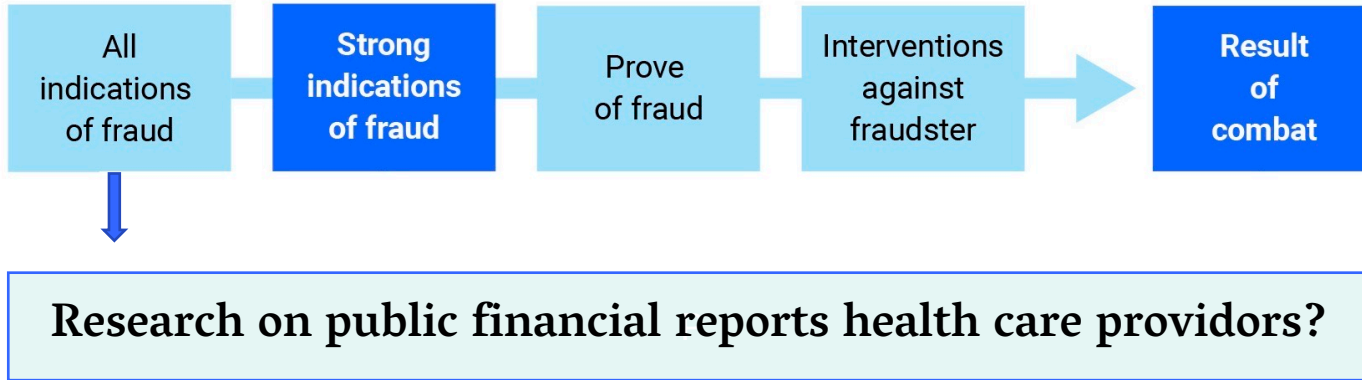 All
indications
of fraud
Strong
indications
of fraud
Prove
of fraud
Interventions
against
fraudster
Result
of
combat
Research on public financial reports health care providors?